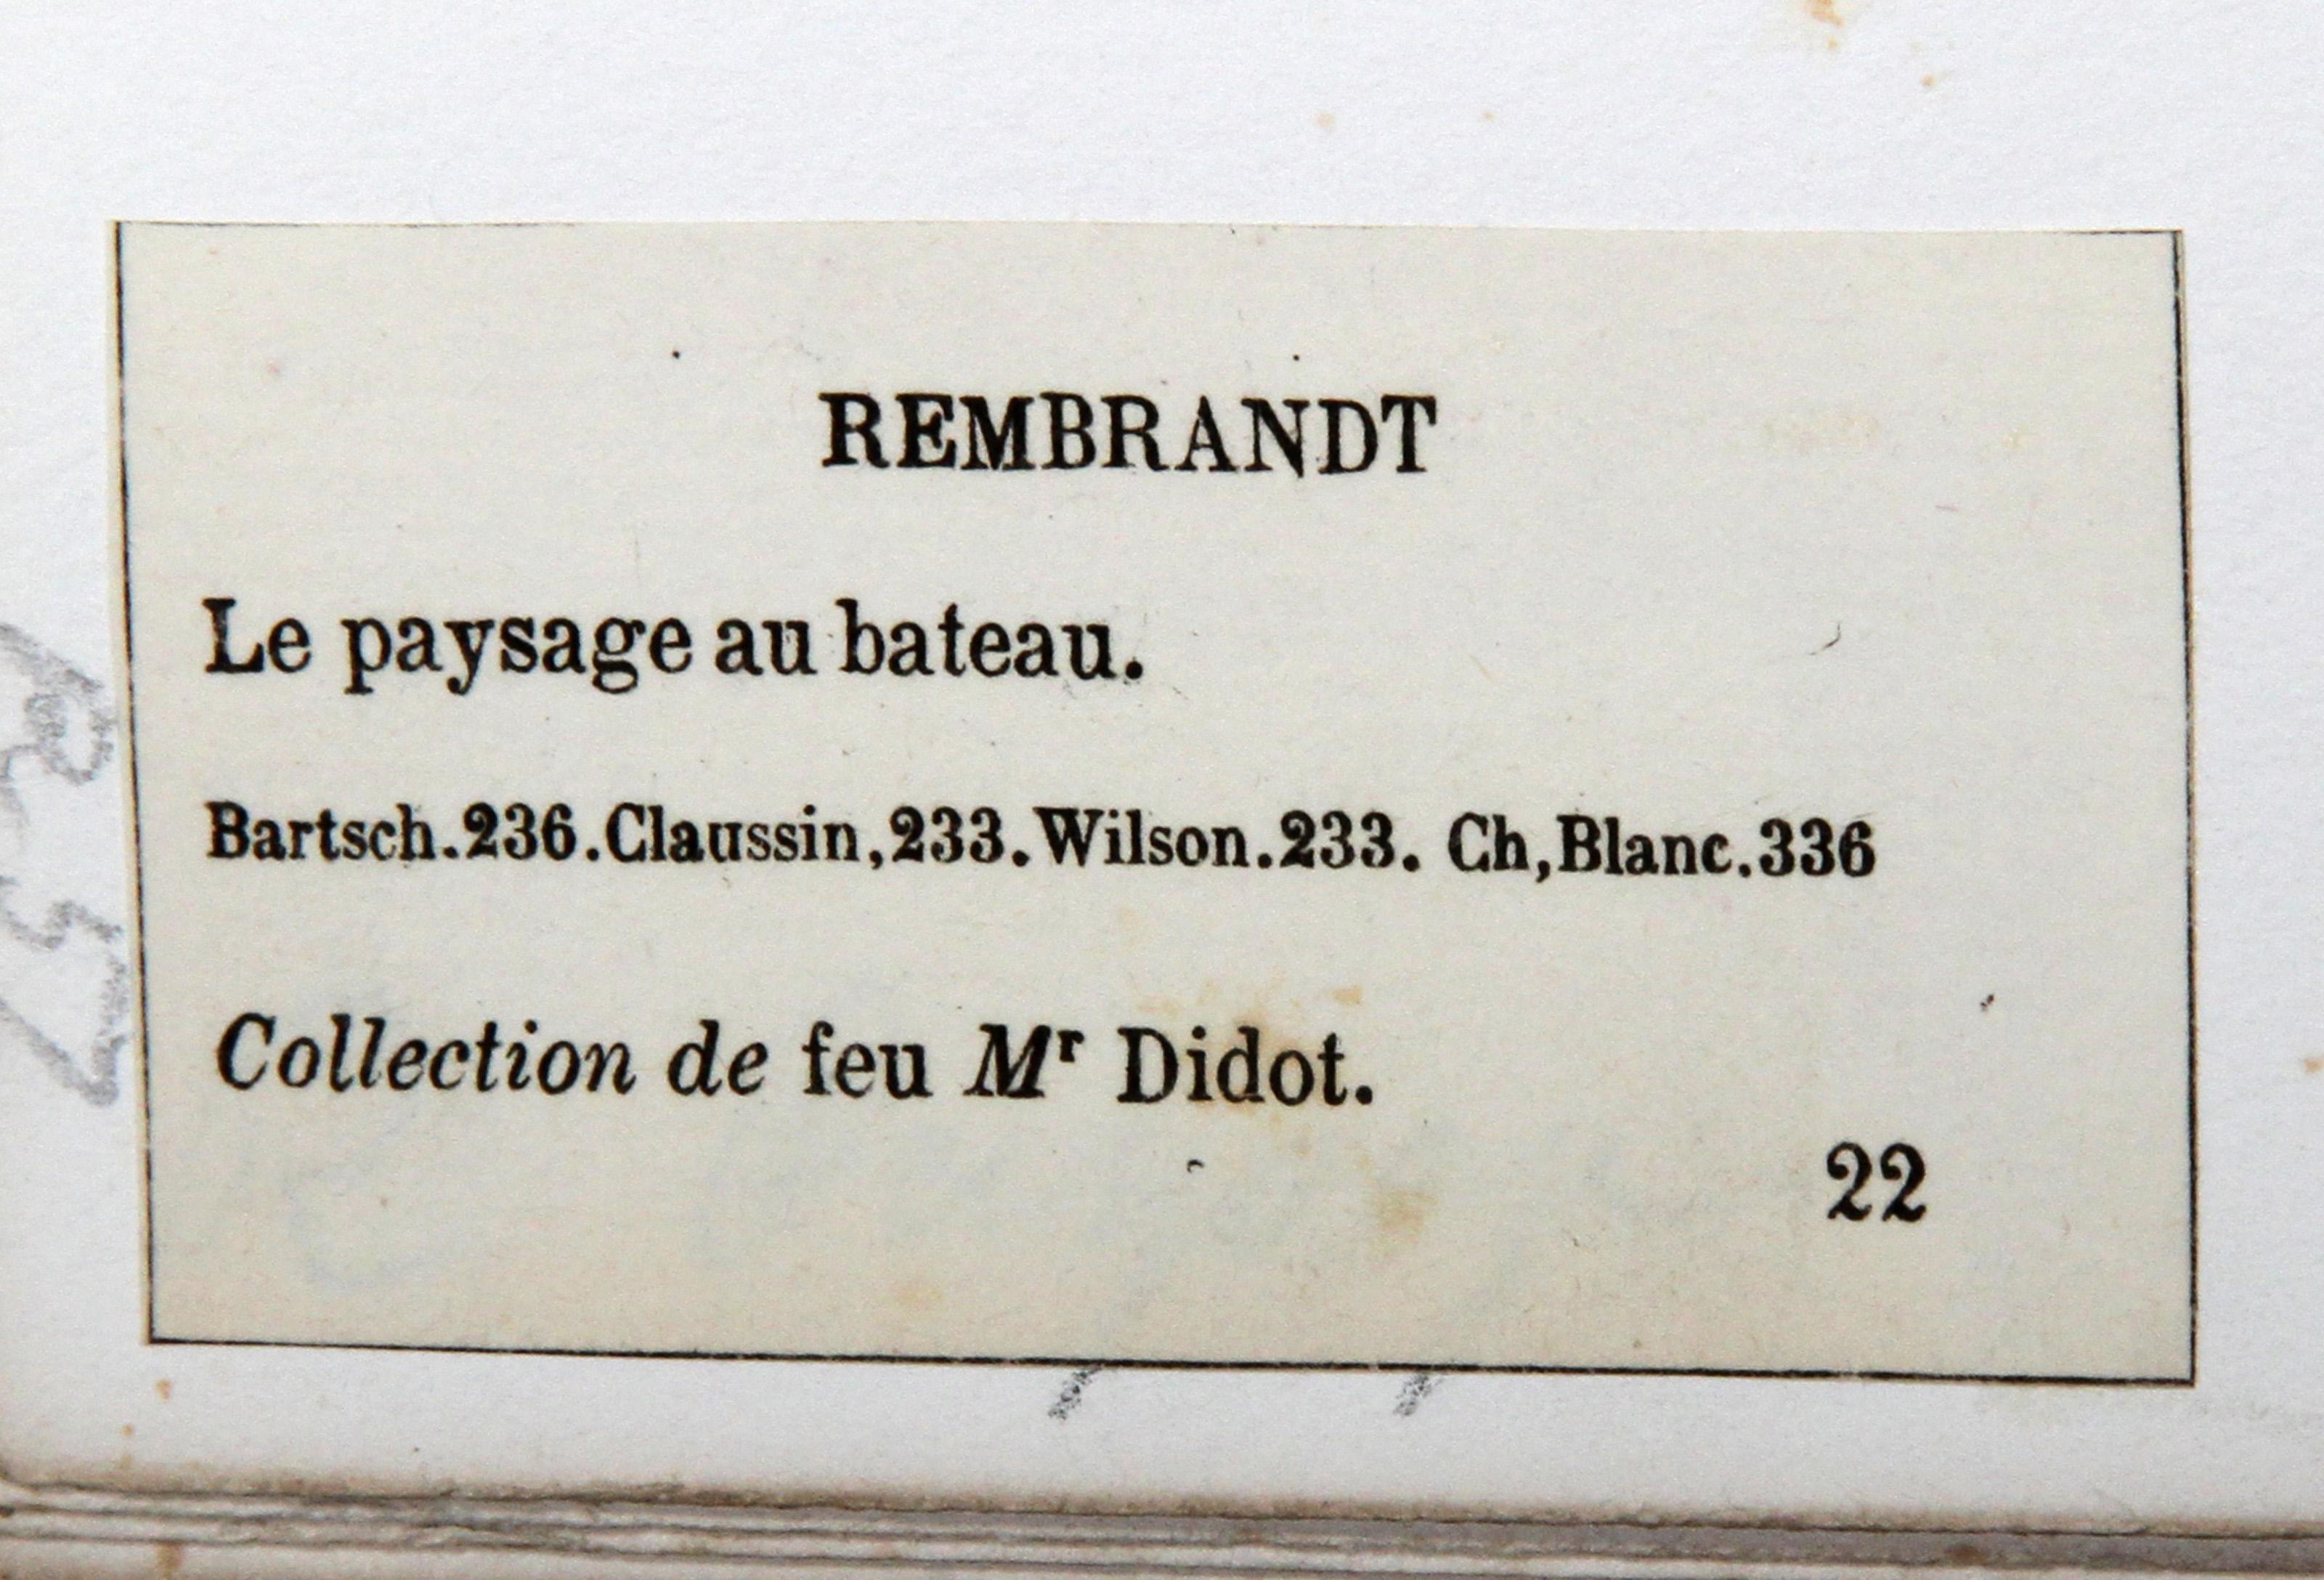 REMBRANDT
Le paysage au bateau.
Bartsch.236.Claussin,233.Wilson.233. Ch,Blanc.336
Collection de feu Mr Didot.
22